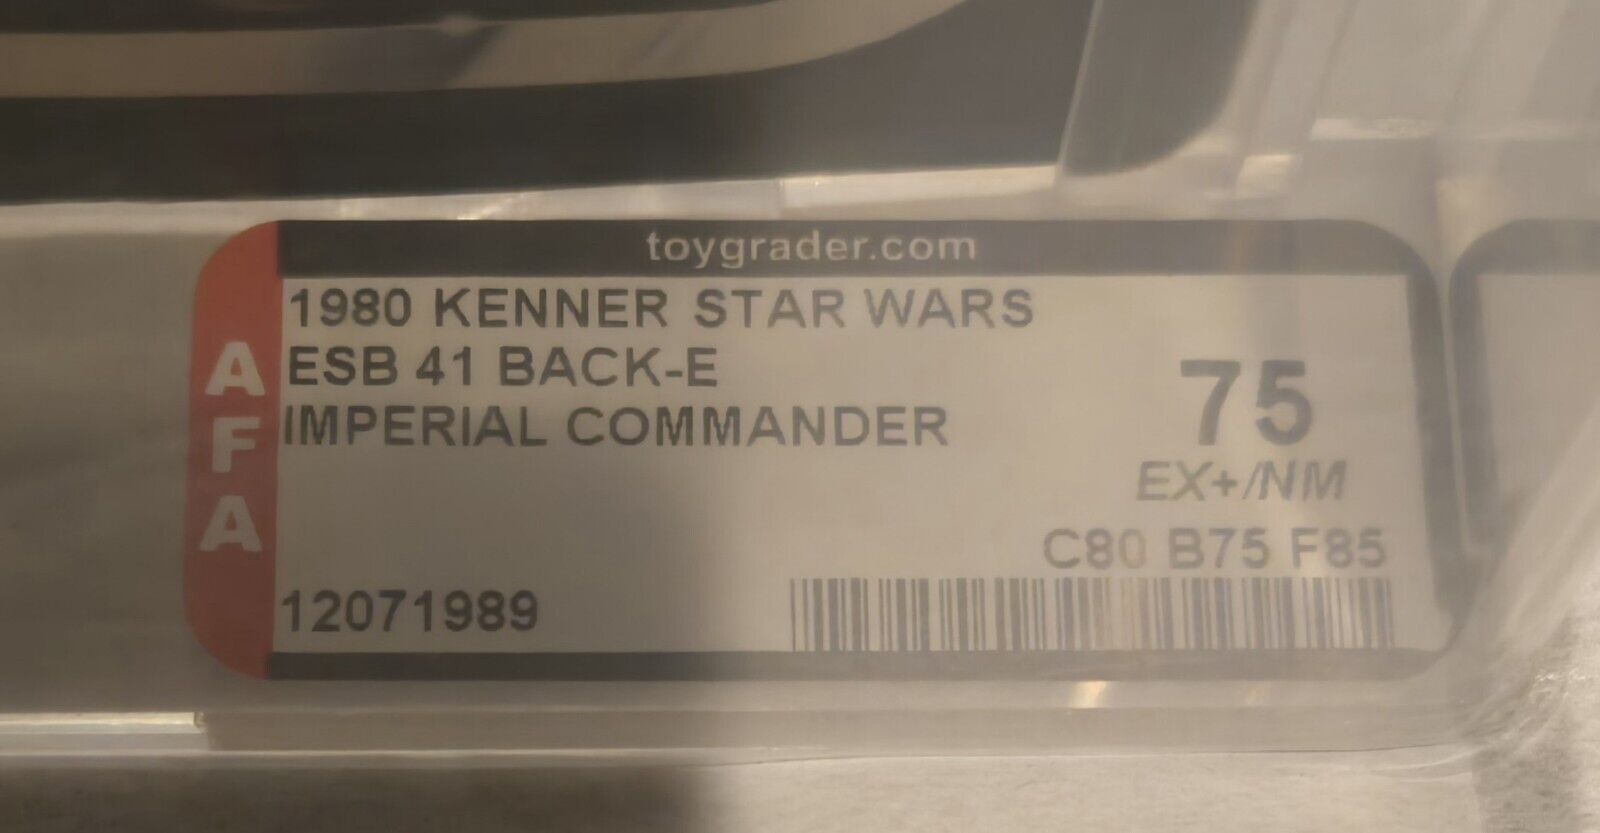 toygrader.com
AFA
1980 KENNER STAR WARS
ESB 41 BACK-E
IMPERIAL COMMANDER
75
EX+/NM
C80 B75 F85
12071989